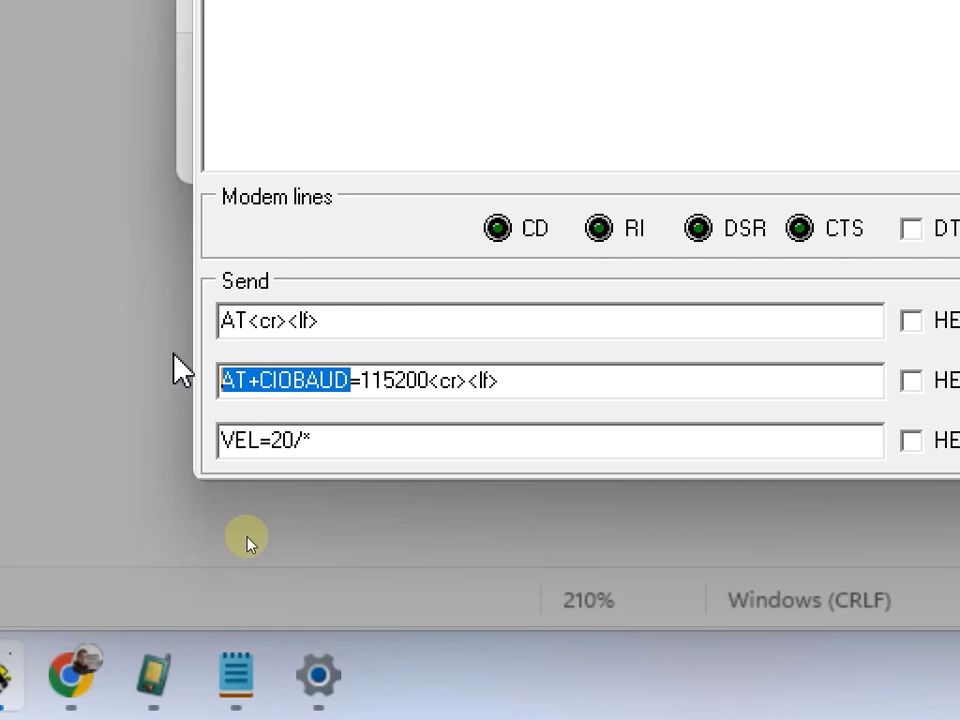 Modem lines
CD RI DSR CTS DT
Send
AT<cr><lf> HE
AT+CIOBAUD=115200<cr><lf> HE
VEL=20/* HE
210% Windows (CRLF)